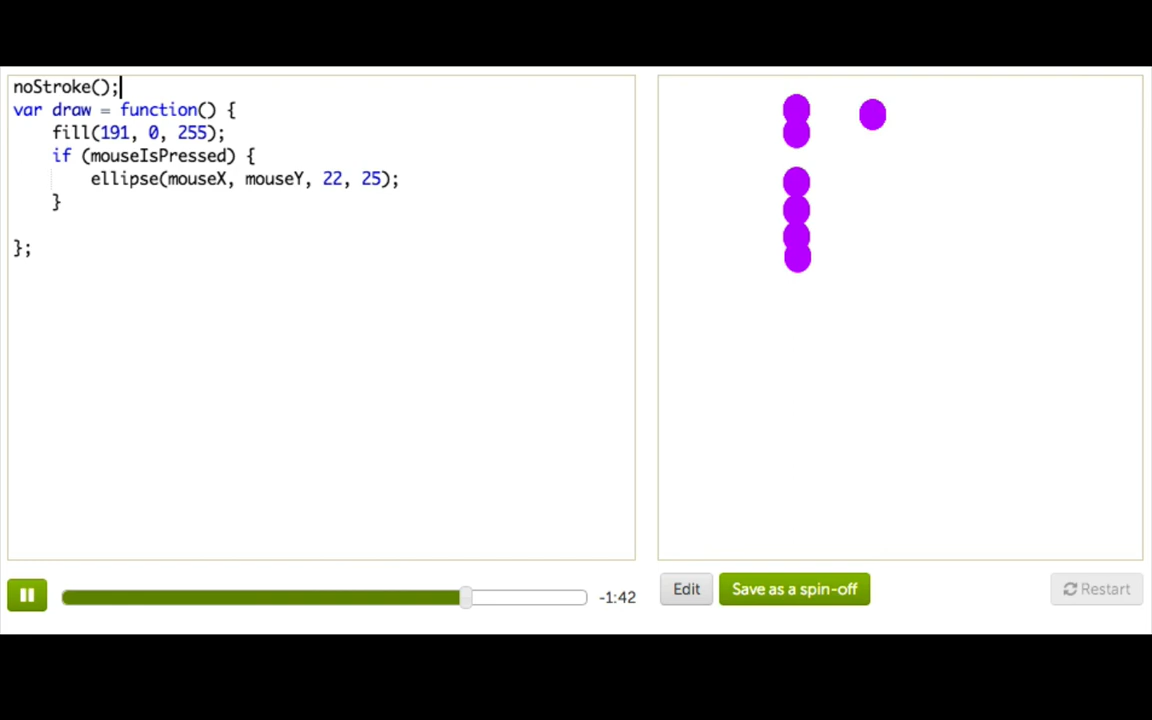 noStroke();
var draw = function() {
    fill(191, 0, 255);
    if (mouseIsPressed) {
        ellipse(mouseX, mouseY, 22, 25);
    }
};
-1:42
Edit
Save as a spin-off
Restart